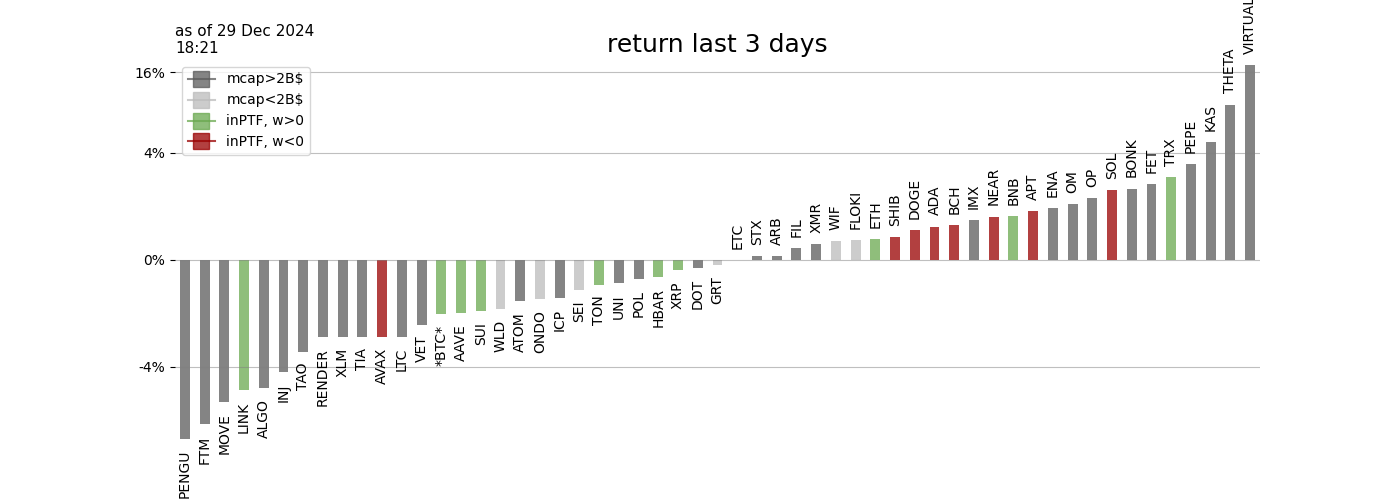 as of 29 Dec 2024
18:21
return last 3 days
16%
4%
0%
-4%
mcap>2B$
mcap<2B$
inPTF, w>0
inPTF, w<0
PENGU
FTM
MOVE
LINK
ALGO
INJ
TAO
RENDER
XLM
TIA
AVAX
LTC
VET
*BTC*
AAVE
SUI
WLD
ATOM
ONDO
ICP
SEI
TON
UNI
POL
HBAR
XRP
DOT
GRT
ETC
STX
ARB
FIL
XMR
WIF
FLOKI
ETH
SHIB
DOGE
ADA
BCH
IMX
NEAR
BNB
APT
ENA
OM
OP
SOL
BONK
FET
TRX
PEPE
KAS
THETA
VIRTUAL